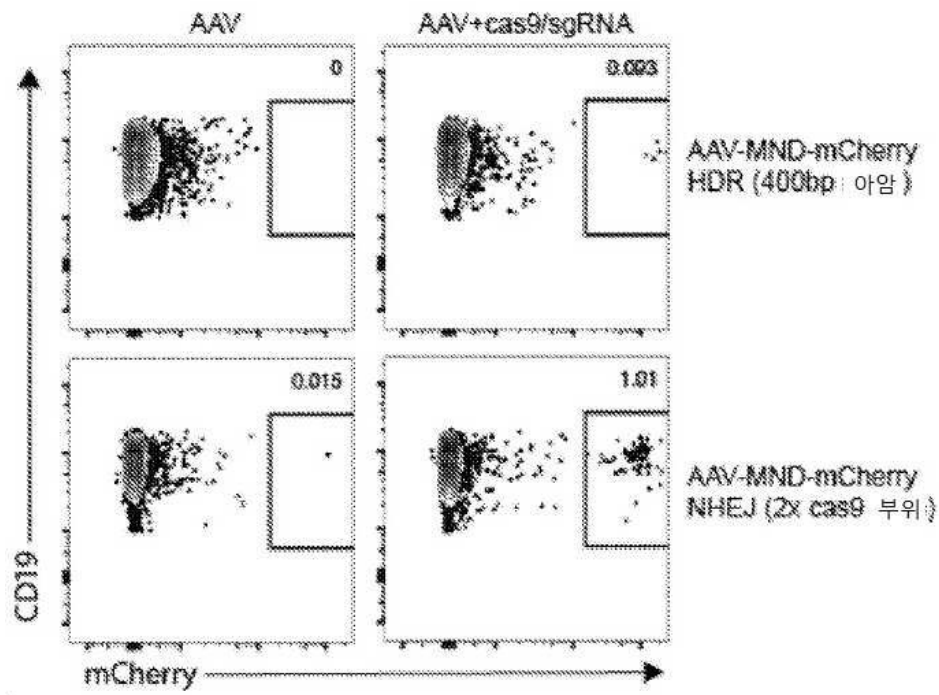 AAV
AAV+cas9/sgRNA
0
0.093
AAV-MND-mCherry
HDR (400bp 아암)
0.015
1.01
AAV-MND-mCherry
NHEJ (2x cas9 부위)
CD19
mCherry